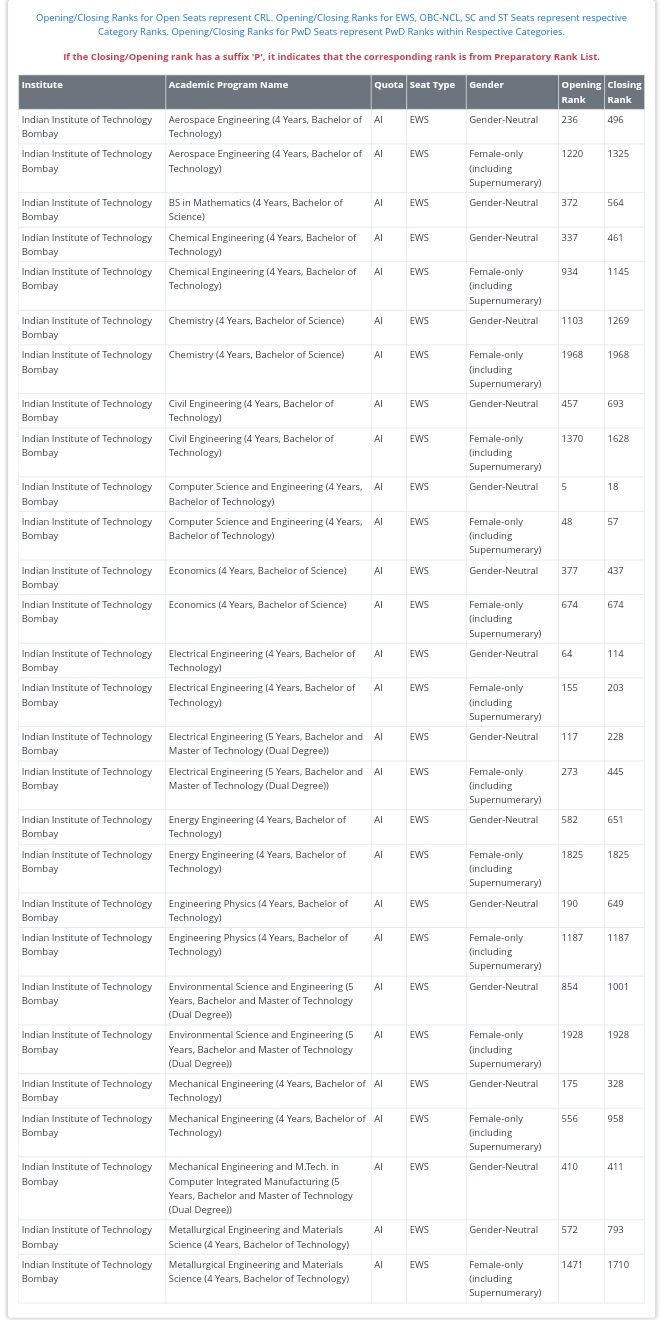 Opening/Closing Ranks for Open Seats represent CRL. Opening/Closing Ranks for EWS, OBC-NCL, SC and ST Seats represent respective
Category Ranks. Opening/Closing Ranks for PwD Seats represent PwD Ranks within Respective Categories.
If the Closing/Opening rank has a suffix 'P', it indicates that the corresponding rank is from Preparatory Rank List.
Institute Academic Program Name Quota Seat Type Gender Opening Closing
Rank Rank
Indian Institute of Technology Aerospace Engineering (4 Years, Bachelor of AI EWS Gender-Neutral 236 496
Bombay Technology)
Indian Institute of Technology Aerospace Engineering (4 Years, Bachelor of AI EWS Female-only 1220 1325
Bombay Technology) (including
Supernumerary)
Indian Institute of Technology BS in Mathematics (4 Years, Bachelor of AI EWS Gender-Neutral 372 564
Bombay Science)
Indian Institute of Technology Chemical Engineering (4 Years, Bachelor of AI EWS Gender-Neutral 337 461
Bombay Technology)
Indian Institute of Technology Chemical Engineering (4 Years, Bachelor of AI EWS Female-only 934 1145
Bombay Technology) (including
Supernumerary)
Indian Institute of Technology Chemistry (4 Years, Bachelor of Science) AI EWS Gender-Neutral 1103 1269
Bombay
Indian Institute of Technology Chemistry (4 Years, Bachelor of Science) AI EWS Female-only 1968 1968
Bombay (including
Supernumerary)
Indian Institute of Technology Civil Engineering (4 Years, Bachelor of AI EWS Gender-Neutral 457 693
Bombay Technology)
Indian Institute of Technology Civil Engineering (4 Years, Bachelor of AI EWS Female-only 1370 1628
Bombay Technology) (including
Supernumerary)
Indian Institute of Technology Computer Science and Engineering (4 Years, AI EWS Gender-Neutral 5 18
Bombay Bachelor of Technology)
Indian Institute of Technology Computer Science and Engineering (4 Years, AI EWS Female-only 48 57
Bombay Bachelor of Technology) (including
Supernumerary)
Indian Institute of Technology Economics (4 Years, Bachelor of Science) AI EWS Gender-Neutral 377 437
Bombay
Indian Institute of Technology Economics (4 Years, Bachelor of Science) AI EWS Female-only 674 674
Bombay (including
Supernumerary)
Indian Institute of Technology Electrical Engineering (4 Years, Bachelor of AI EWS Gender-Neutral 64 114
Bombay Technology)
Indian Institute of Technology Electrical Engineering (4 Years, Bachelor of AI EWS Female-only 155 203
Bombay Technology) (including
Supernumerary)
Indian Institute of Technology Electrical Engineering (5 Years, Bachelor and AI EWS Gender-Neutral 117 228
Bombay Master of Technology (Dual Degree))
Indian Institute of Technology Electrical Engineering (5 Years, Bachelor and AI EWS Female-only 273 445
Bombay Master of Technology (Dual Degree)) (including
Supernumerary)
Indian Institute of Technology Energy Engineering (4 Years, Bachelor of AI EWS Gender-Neutral 582 651
Bombay Technology)
Indian Institute of Technology Energy Engineering (4 Years, Bachelor of AI EWS Female-only 1825 1825
Bombay Technology) (including
Supernumerary)
Indian Institute of Technology Engineering Physics (4 Years, Bachelor of AI EWS Gender-Neutral 190 649
Bombay Technology)
Indian Institute of Technology Engineering Physics (4 Years, Bachelor of AI EWS Female-only 1187 1187
Bombay Technology) (including
Supernumerary)
Indian Institute of Technology Environmental Science and Engineering (5 AI EWS Gender-Neutral 854 1001
Bombay Years, Bachelor and Master of Technology
(Dual Degree))
Indian Institute of Technology Environmental Science and Engineering (5 AI EWS Female-only 1928 1928
Bombay Years, Bachelor and Master of Technology (including
(Dual Degree)) Supernumerary)
Indian Institute of Technology Mechanical Engineering (4 Years, Bachelor of AI EWS Gender-Neutral 175 328
Bombay Technology)
Indian Institute of Technology Mechanical Engineering (4 Years, Bachelor of AI EWS Female-only 556 958
Bombay Technology) (including
Supernumerary)
Indian Institute of Technology Mechanical Engineering and M.Tech. in AI EWS Gender-Neutral 410 411
Bombay Computer Integrated Manufacturing (5
Years, Bachelor and Master of Technology
(Dual Degree))
Indian Institute of Technology Metallurgical Engineering and Materials AI EWS Gender-Neutral 572 793
Bombay Science (4 Years, Bachelor of Technology)
Indian Institute of Technology Metallurgical Engineering and Materials AI EWS Female-only 1471 1710
Bombay Science (4 Years, Bachelor of Technology) (including
Supernumerary)